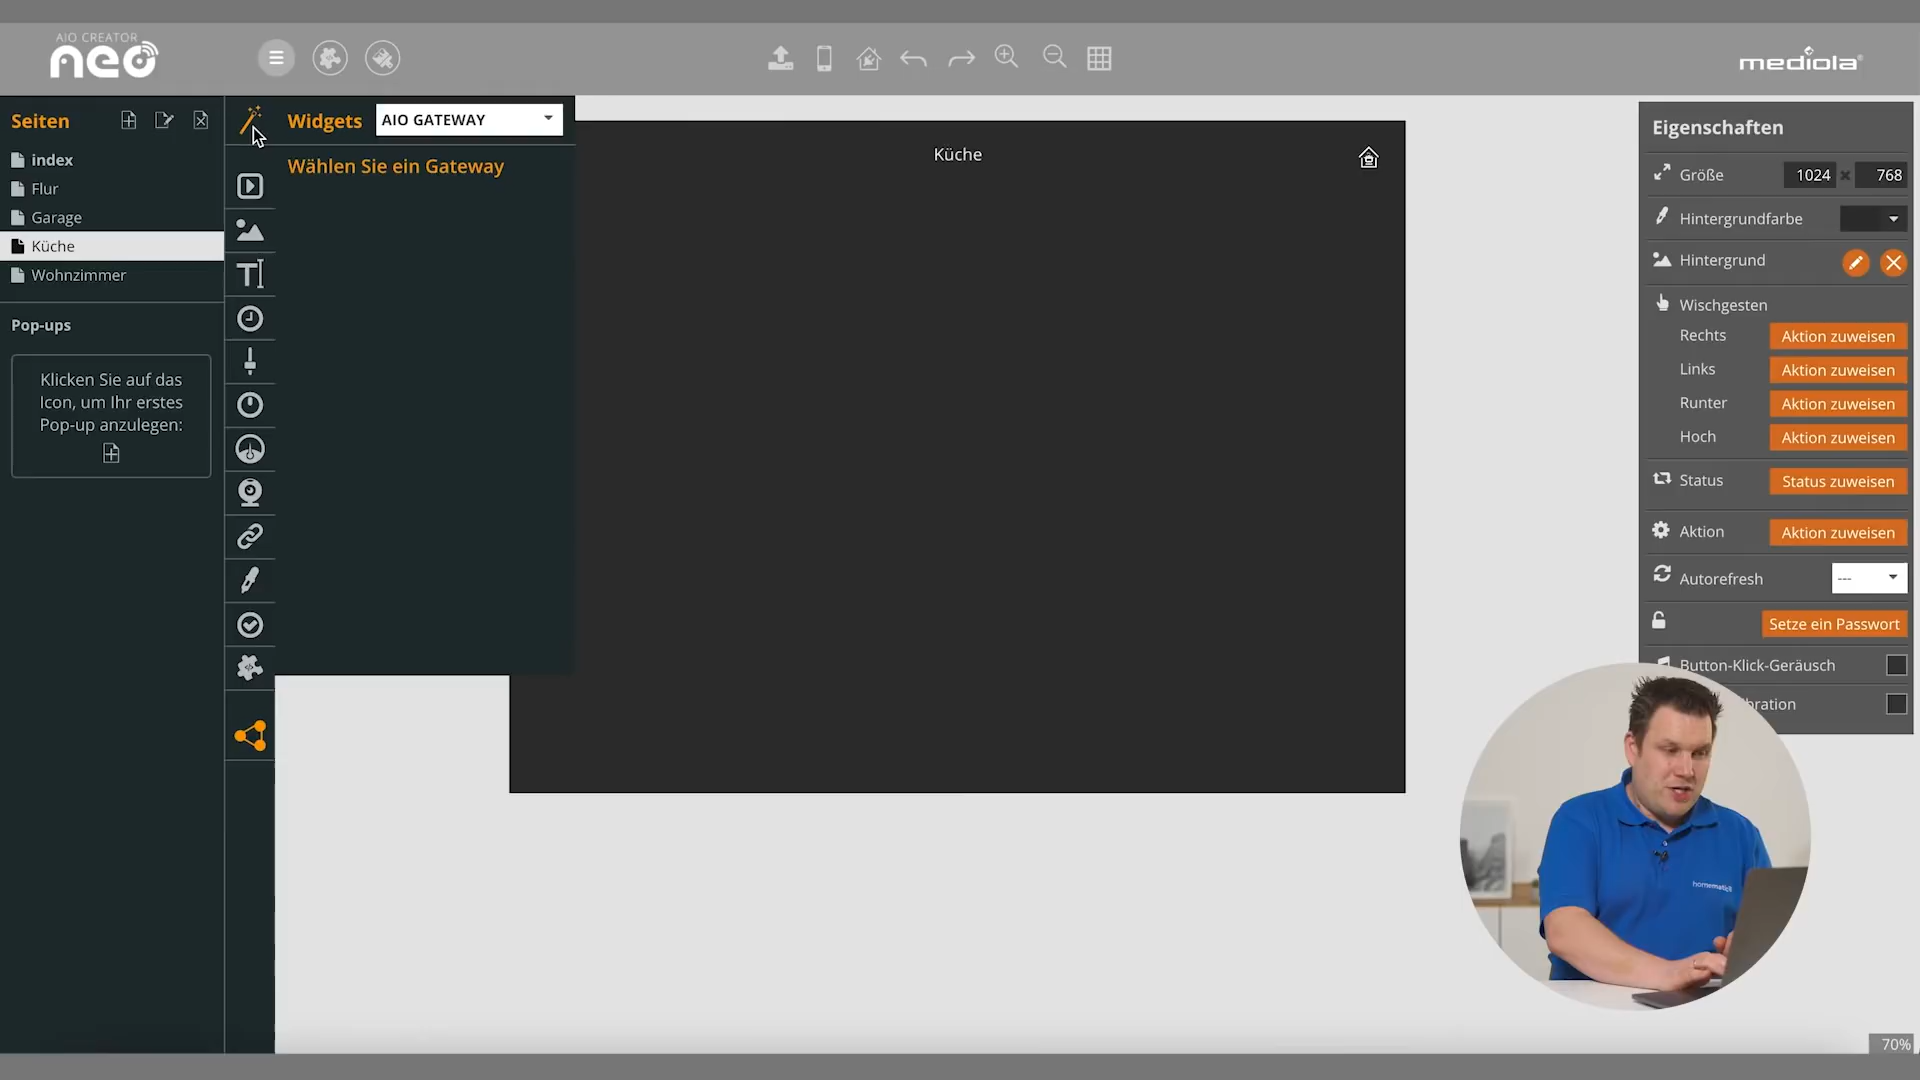 AIO CREATOR
neo
mediola®
Seiten
index
Flur
Garage
Küche
Wohnzimmer
Pop-ups
Klicken Sie auf das
Icon, um Ihr erstes
Pop-up anzulegen:
Widgets
AIO GATEWAY
Wählen Sie ein Gateway
Küche
Eigenschaften
Größe 1024 × 768
Hintergrundfarbe
Hintergrund
Wischgesten
Rechts Aktion zuweisen
Links Aktion zuweisen
Runter Aktion zuweisen
Hoch Aktion zuweisen
Status Status zuweisen
Aktion Aktion zuweisen
Autorefresh ---
Setze ein Passwort
Button-Klick-Geräusch
70%